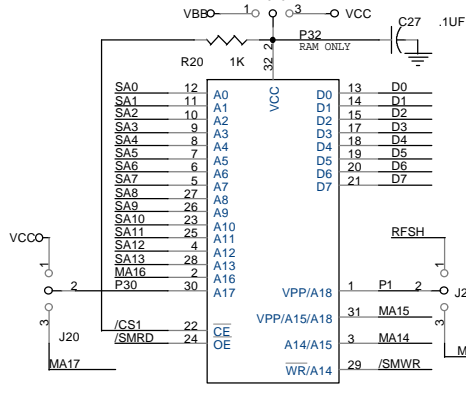 VBB 1 3 VCC
C27 .1UF
P32
RAM ONLY
2
R20 1K
32
VCC
SA0 12 A0 D0 13 D0
SA1 11 A1 D1 14 D1
SA2 10 A2 D2 15 D2
SA3 9 A3 D3 17 D3
SA4 8 A4 D4 18 D4
SA5 7 A5 D5 19 D5
SA6 6 A6 D6 20 D6
SA7 5 A7 D7 21 D7
SA8 27 A8
SA9 26 A9
SA10 23 A10
SA11 25 A11
SA12 4 A12
SA13 28 A13
MA16 2 A16
P30 30 A17
VCC
1
2
3
J20
MA17
/CS1 22 CE
/SMRD 24 OE
RFSH
1
VPP/A18 1 P1 2
J2
3
VPP/A15/A18 31 MA15
A14/A15 3 MA14
M
WR/A14 29 /SMWR